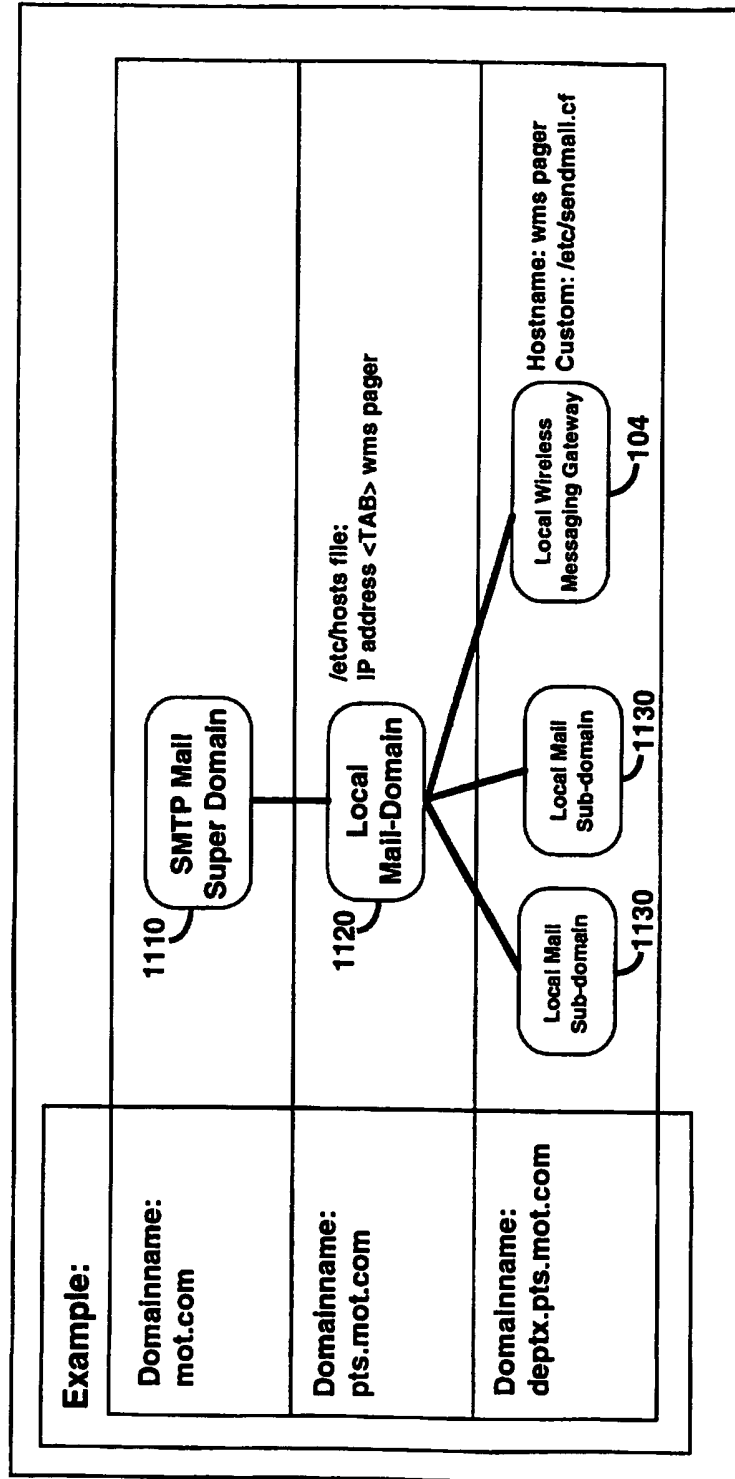 Example:
Domainname:
mot.com
1110
SMTP Mail
Super Domain
Domainname:
pts.mot.com
1120
Local
Mail-Domain
/etc/hosts file:
IP address <TAB> wms pager
Domainname:
deptx.pts.mot.com
Local Mail
Sub-domain
1130
Local Mail
Sub-domain
1130
Local Wireless
Messaging Gateway
104
Hostname: wms pager
Custom: /etc/sendmail.cf